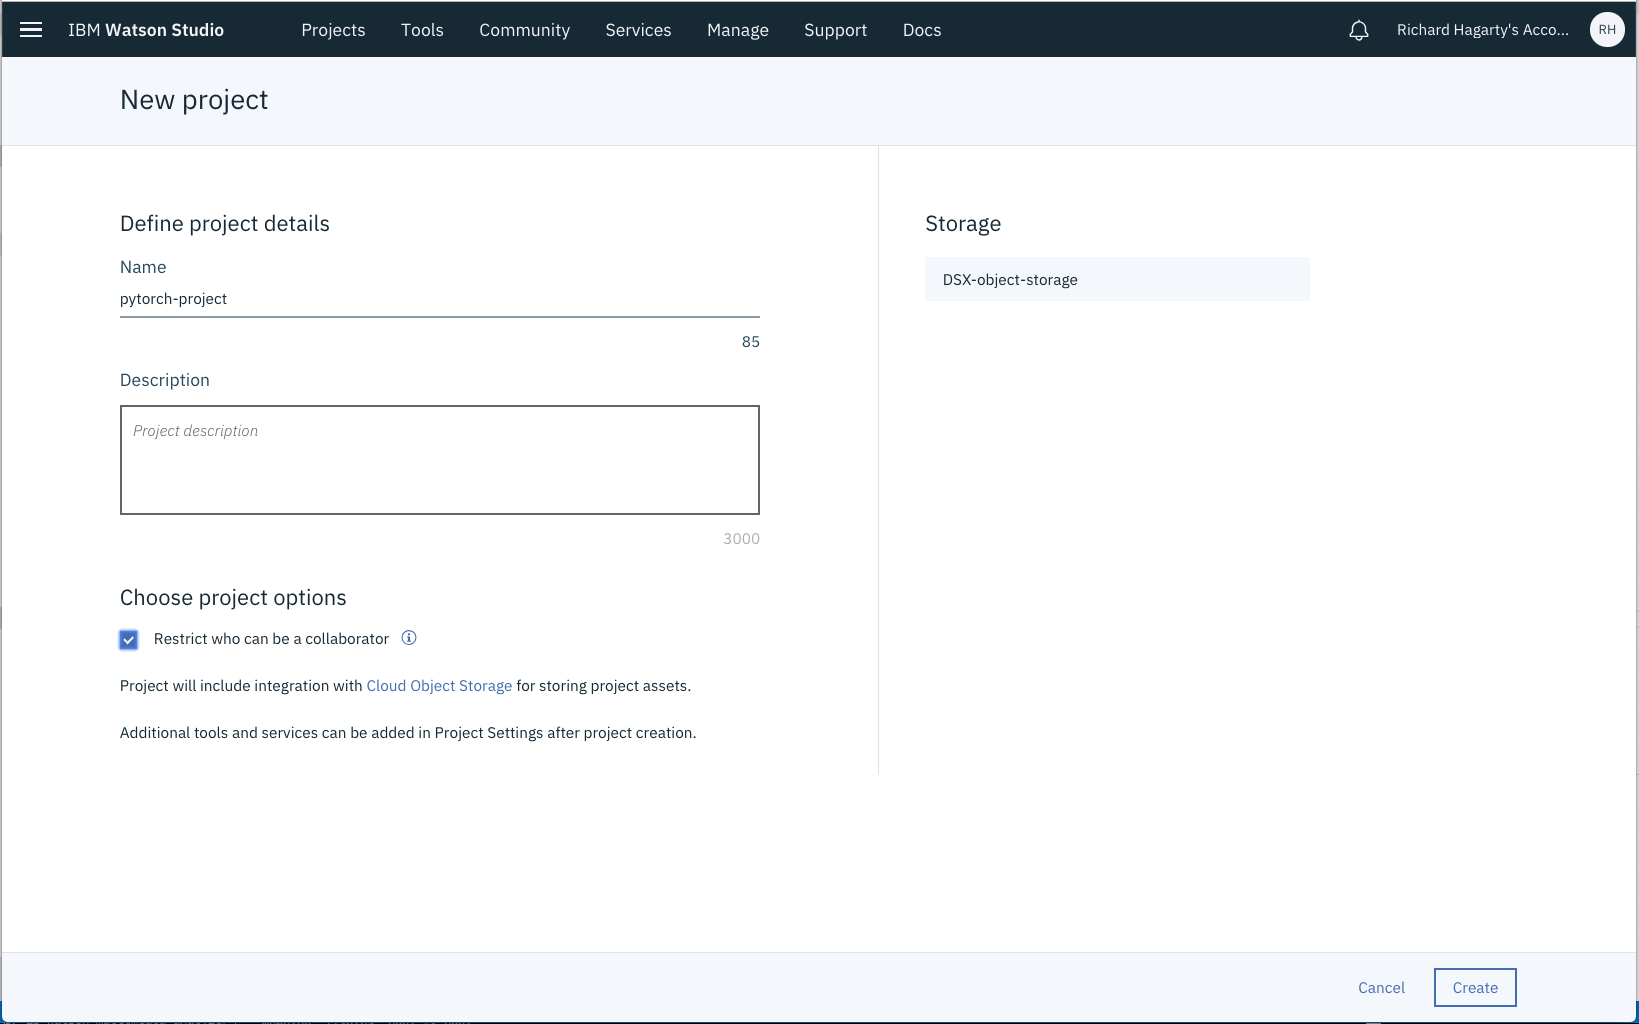 IBM Watson Studio Projects Tools Community Services Manage Support Docs Richard Hagarty's Acco... RH
New project
Define project details
Name
pytorch-project
85
Description
Project description
3000
Choose project options
Restrict who can be a collaborator
Project will include integration with Cloud Object Storage for storing project assets.
Additional tools and services can be added in Project Settings after project creation.
Storage
DSX-object-storage
Cancel Create